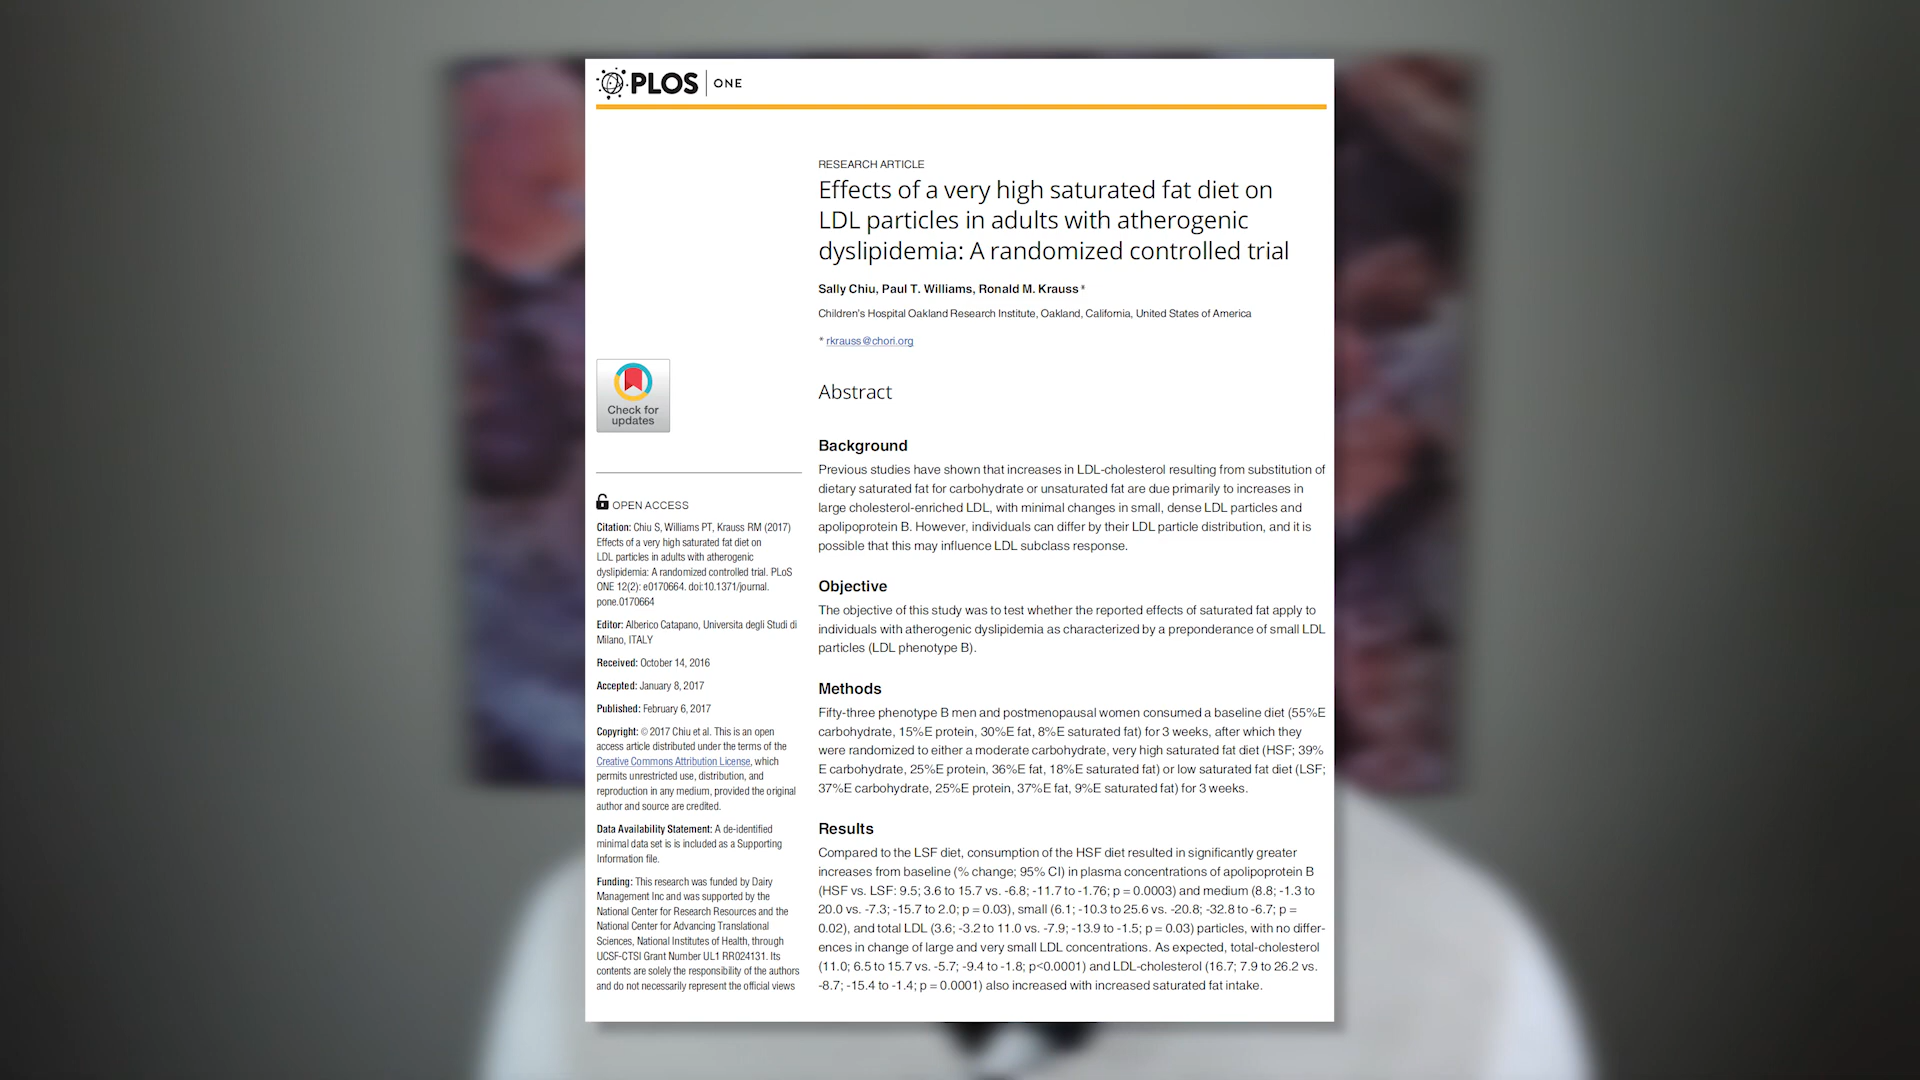 PLOS ONE
RESEARCH ARTICLE
Effects of a very high saturated fat diet on
LDL particles in adults with atherogenic
dyslipidemia: A randomized controlled trial
Sally Chiu, Paul T. Williams, Ronald M. Krauss*
Children's Hospital Oakland Research Institute, Oakland, California, United States of America
* rkrauss@chori.org
Check for
updates
OPEN ACCESS
Citation: Chiu S, Williams PT, Krauss RM (2017)
Effects of a very high saturated fat diet on
LDL particles in adults with atherogenic
dyslipidemia: A randomized controlled trial. PLoS
ONE 12(2): e0170664. doi:10.1371/journal.
pone.0170664
Editor: Alberico Catapano, Universita degli Studi di
Milano, ITALY
Received: October 14, 2016
Accepted: January 8, 2017
Published: February 6, 2017
Copyright: © 2017 Chiu et al. This is an open
access article distributed under the terms of the
Creative Commons Attribution License, which
permits unrestricted use, distribution, and
reproduction in any medium, provided the original
author and source are credited.
Data Availability Statement: A de-identified
minimal data set is is included as a Supporting
Information file.
Funding: This research was funded by Dairy
Management Inc and was supported by the
National Center for Research Resources and the
National Center for Advancing Translational
Sciences, National Institutes of Health, through
UCSF-CTSI Grant Number UL1 RR024131. Its
contents are solely the responsibility of the authors
and do not necessarily represent the official views
Abstract
Background
Previous studies have shown that increases in LDL-cholesterol resulting from substitution of
dietary saturated fat for carbohydrate or unsaturated fat are due primarily to increases in
large cholesterol-enriched LDL, with minimal changes in small, dense LDL particles and
apolipoprotein B. However, individuals can differ by their LDL particle distribution, and it is
possible that this may influence LDL subclass response.
Objective
The objective of this study was to test whether the reported effects of saturated fat apply to
individuals with atherogenic dyslipidemia as characterized by a preponderance of small LDL
particles (LDL phenotype B).
Methods
Fifty-three phenotype B men and postmenopausal women consumed a baseline diet (55%E
carbohydrate, 15%E protein, 30%E fat, 8%E saturated fat) for 3 weeks, after which they
were randomized to either a moderate carbohydrate, very high saturated fat diet (HSF; 39%
E carbohydrate, 25%E protein, 36%E fat, 18%E saturated fat) or low saturated fat diet (LSF;
37%E carbohydrate, 25%E protein, 37%E fat, 9%E saturated fat) for 3 weeks.
Results
Compared to the LSF diet, consumption of the HSF diet resulted in significantly greater
increases from baseline (% change; 95% CI) in plasma concentrations of apolipoprotein B
(HSF vs. LSF: 9.5; 3.6 to 15.7 vs. -6.8; -11.7 to -1.76; p = 0.0003) and medium (8.8; -1.3 to
20.0 vs. -7.3; -15.7 to 2.0; p = 0.03), small (6.1; -10.3 to 25.6 vs. -20.8; -32.8 to -6.7; p =
0.02), and total LDL (3.6; -3.2 to 11.0 vs. -7.9; -13.9 to -1.5; p = 0.03) particles, with no differ-
ences in change of large and very small LDL concentrations. As expected, total-cholesterol
(11.0; 6.5 to 15.7 vs. -5.7; -9.4 to -1.8; p<0.0001) and LDL-cholesterol (16.7; 7.9 to 26.2 vs.
-8.7; -15.4 to -1.4; p = 0.0001) also increased with increased saturated fat intake.